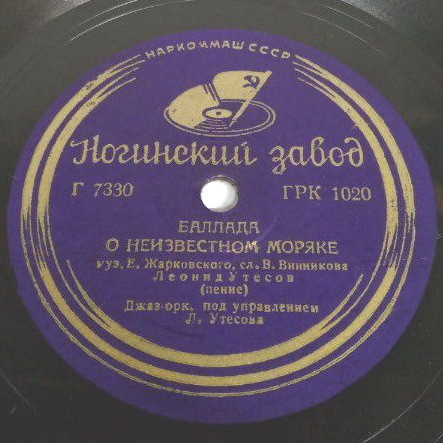 НАРКОММАШ СССР
Ногинский завод
Г 7330 ГРК 1020
БАЛЛАДА
О НЕИЗВЕСТНОМ МОРЯКЕ
муз. Е. Жарковского, сл. В. Винникова
Леонид Утесов
(пение)
Джаз-орк. под управлением
Л. Утесова